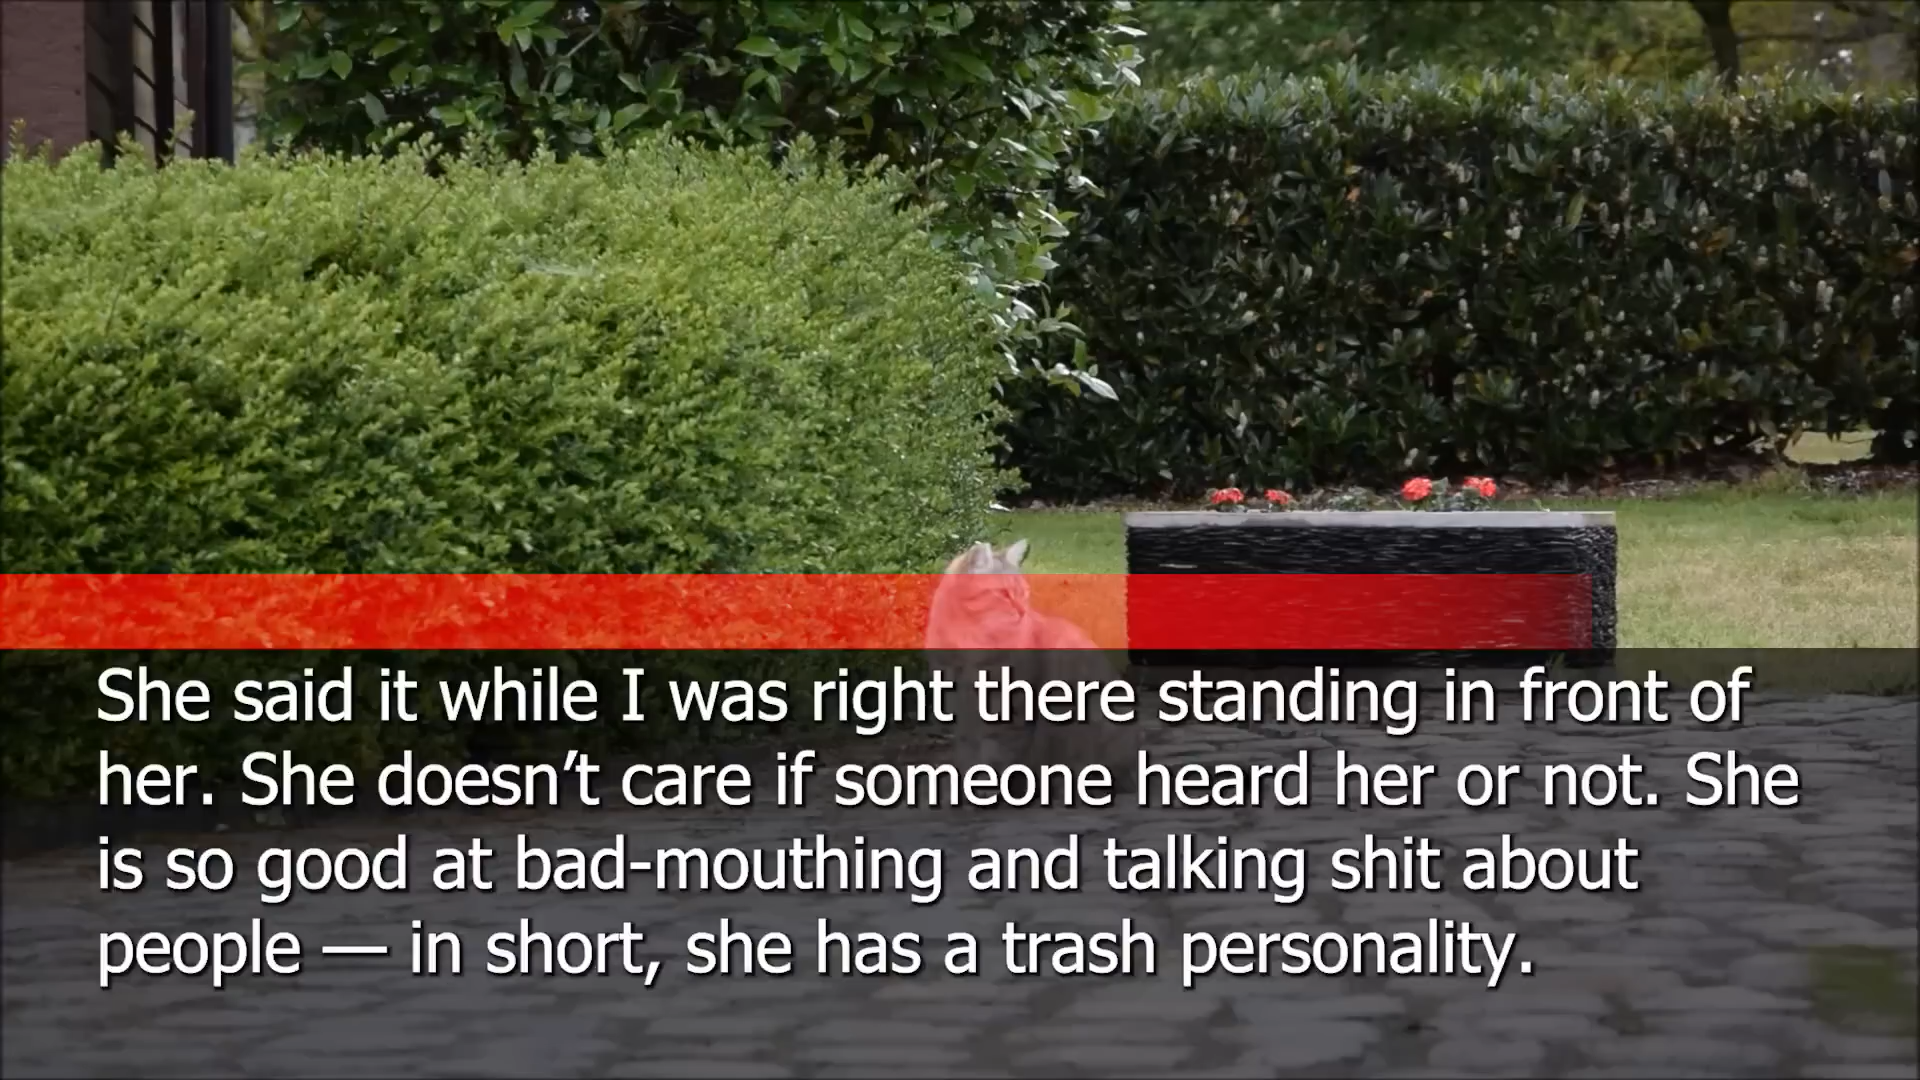 She said it while I was right there standing in front of
her. She doesn’t care if someone heard her or not. She
is so good at bad-mouthing and talking shit about
people — in short, she has a trash personality.